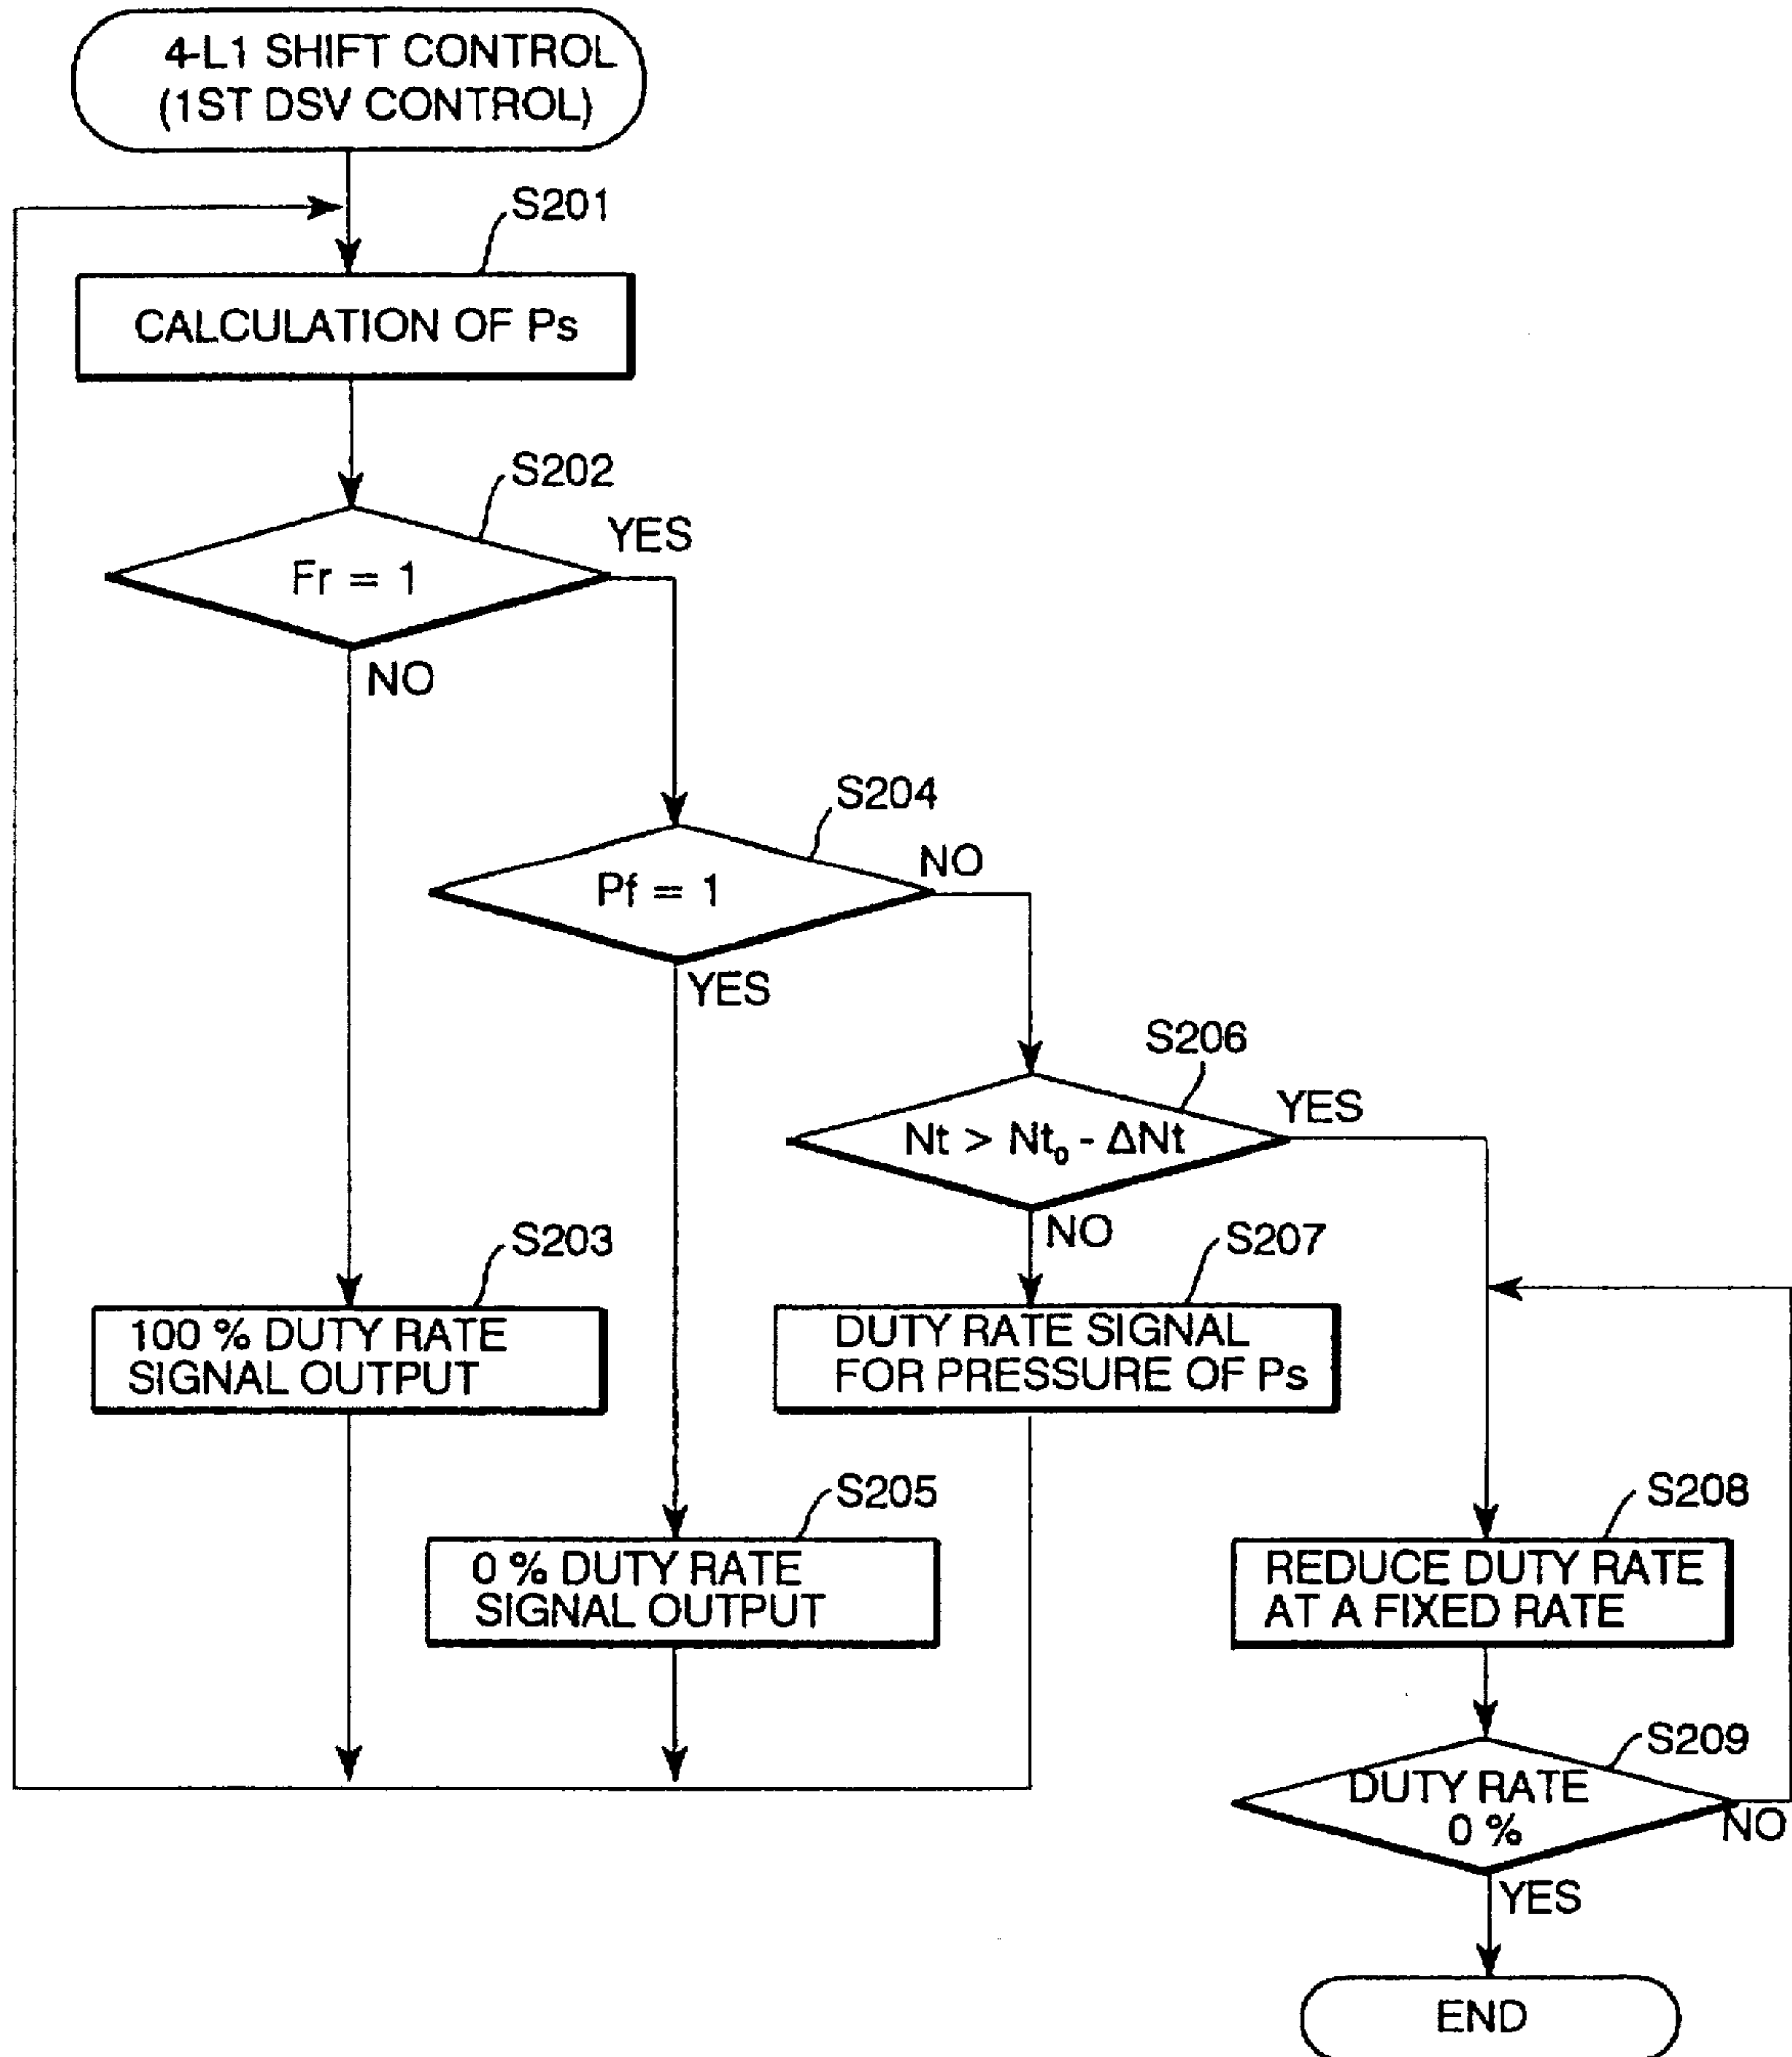 4-L1 SHIFT CONTROL
(1ST DSV CONTROL)
S201
CALCULATION OF Ps
S202
YES
Fr = 1
NO
S204
NO
Pf = 1
YES
S206
YES
Nt > Nt₀ - ΔNt
NO
S203
S207
100 % DUTY RATE
SIGNAL OUTPUT
DUTY RATE SIGNAL
FOR PRESSURE OF Ps
S205
S208
0 % DUTY RATE
SIGNAL OUTPUT
REDUCE DUTY RATE
AT A FIXED RATE
S209
DUTY RATE
0 %
NO
YES
END